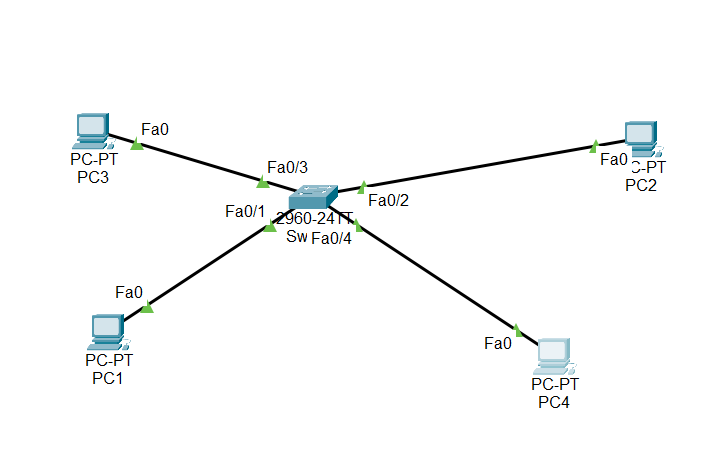 Fa0
PC-PT
PC3
Fa0/3
Fa0
C-PT
PC2
Fa0/2
Fa0/1
2960-24TT
Sw
Fa0/4
Fa0
PC-PT
PC1
Fa0
PC-PT
PC4